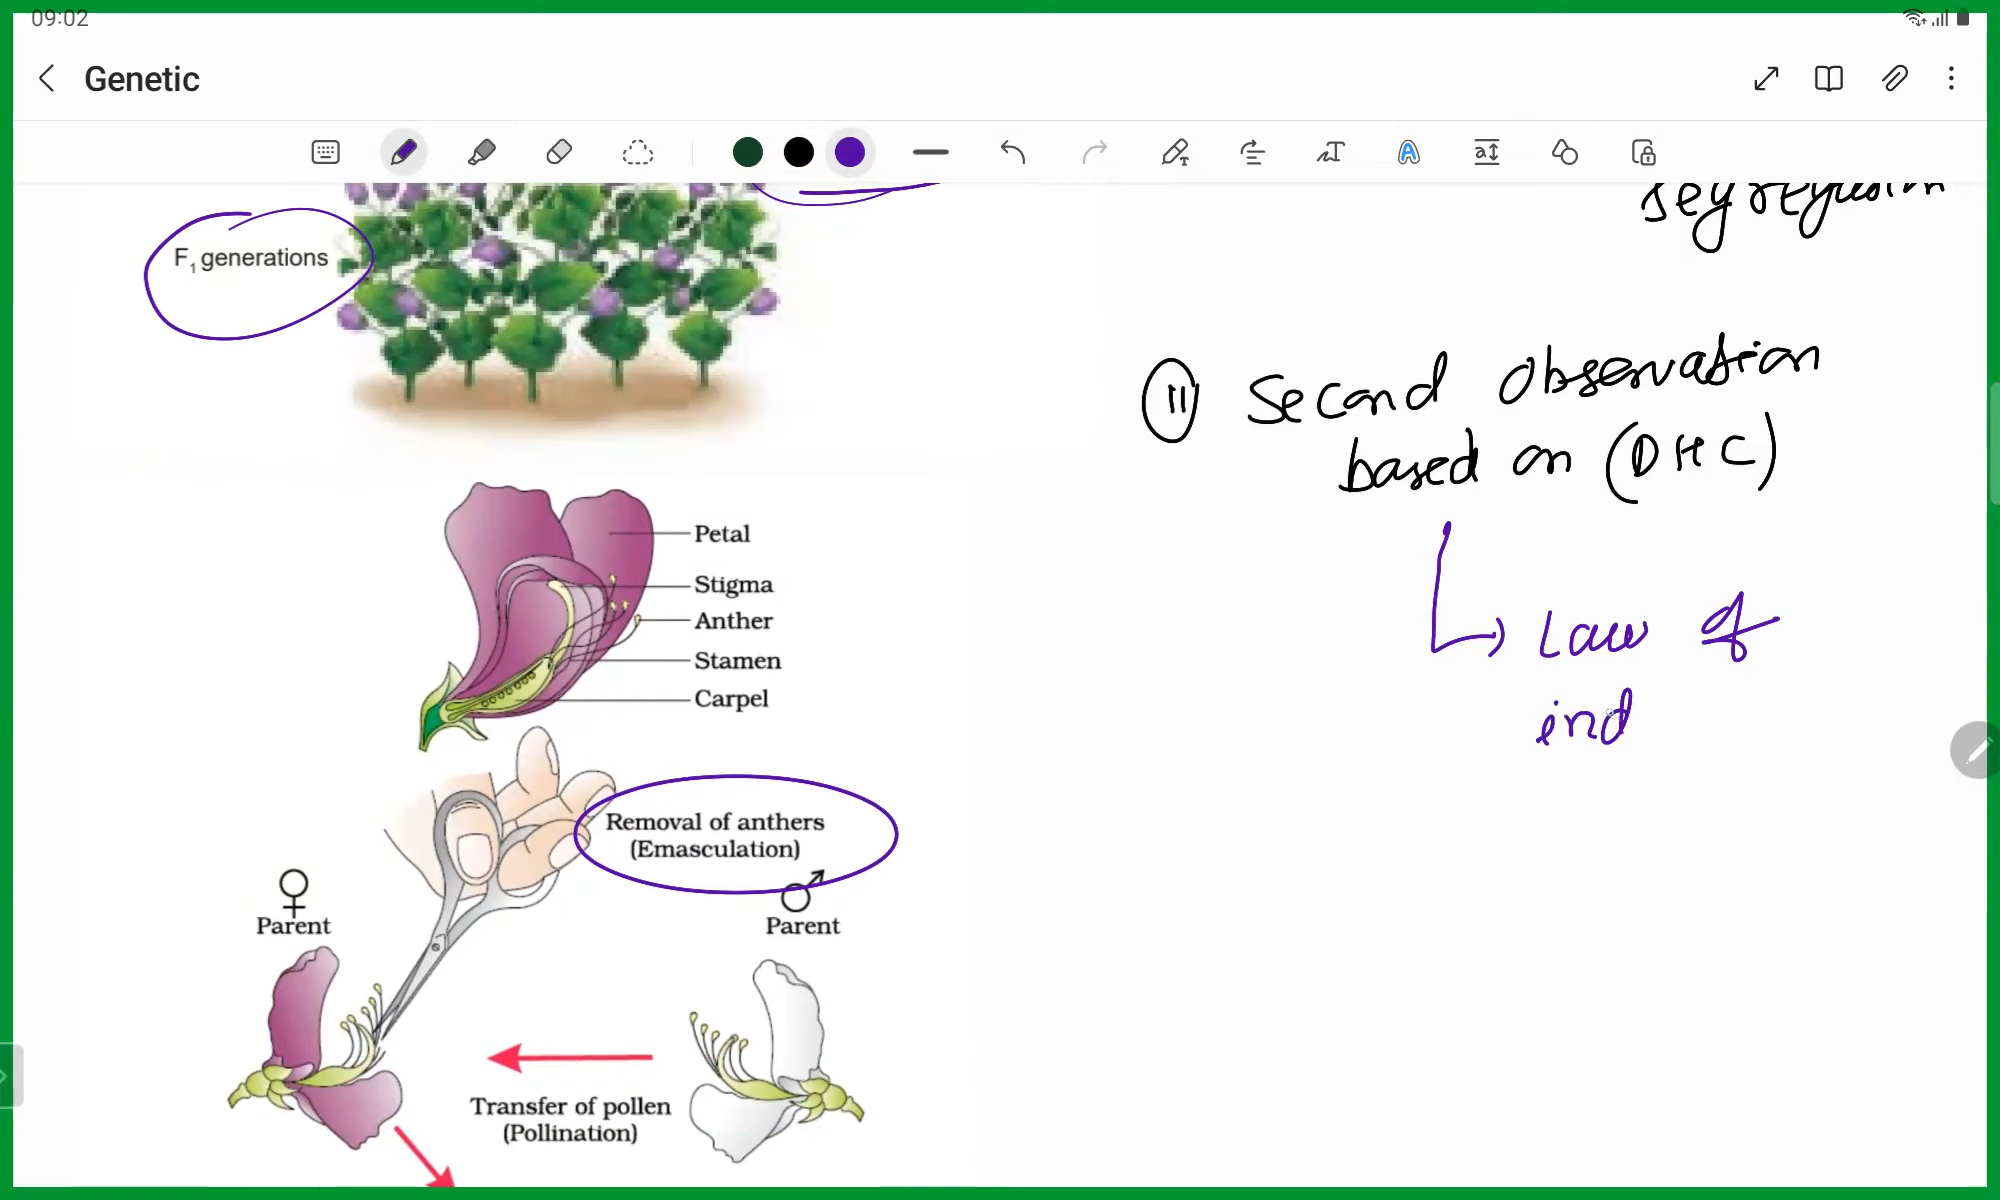 09:02
Genetic
segregation
F1 generations
II Second Observation
based on (DHC)
Law of
ind
Petal
Stigma
Anther
Stamen
Carpel
Removal of anthers
(Emasculation)
♀
Parent
♂
Parent
Transfer of pollen
(Pollination)